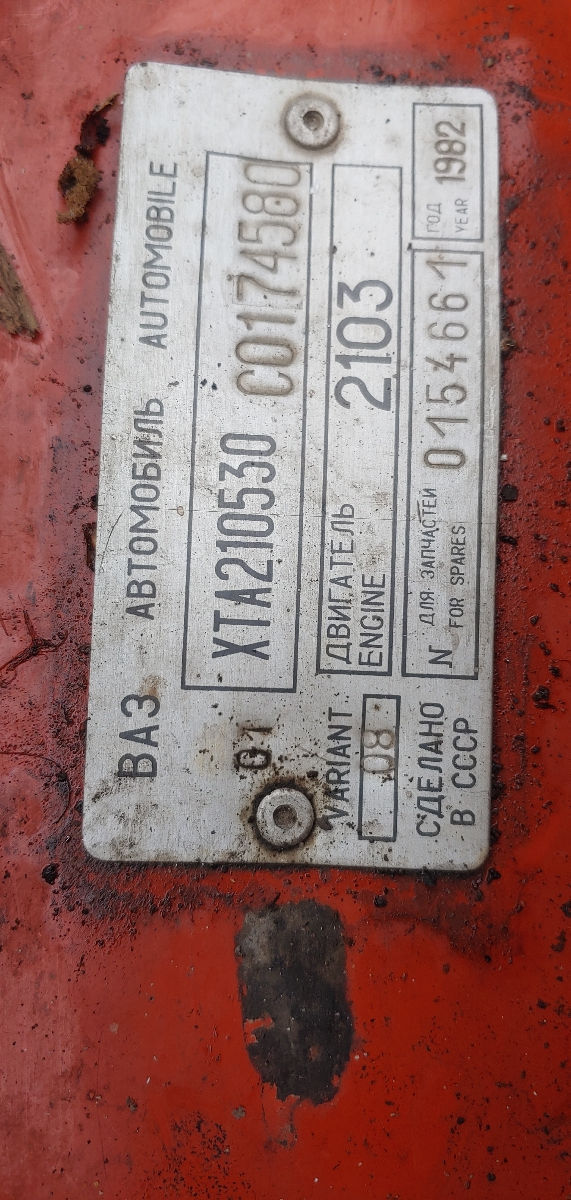 ВАЗ АВТОМОБИЛЬ AUTOMOBILE
XTA210530 C0174580
01
VARIANT
08
ДВИГАТЕЛЬ
ENGINE
2103
СДЕЛАНО
В СССР
N ДЛЯ ЗАПЧАСТЕЙ
FOR SPARES
0154661
ГОД
YEAR
1982